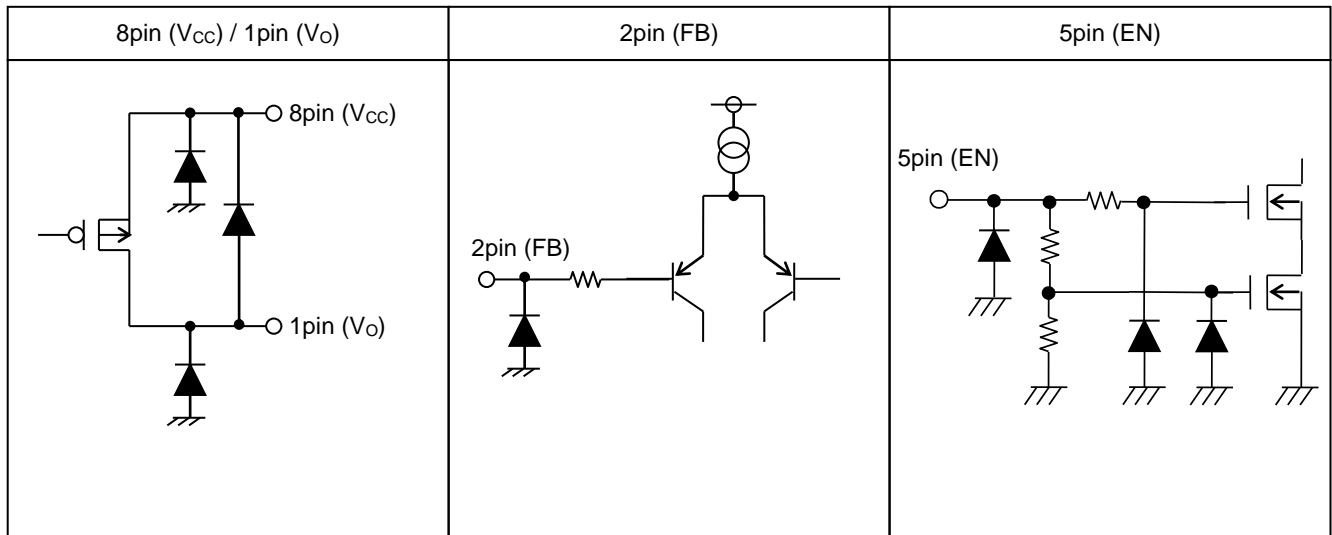 8pin (VCC) / 1pin (VO)
2pin (FB)
5pin (EN)
8pin (VCC)
1pin (VO)
2pin (FB)
5pin (EN)